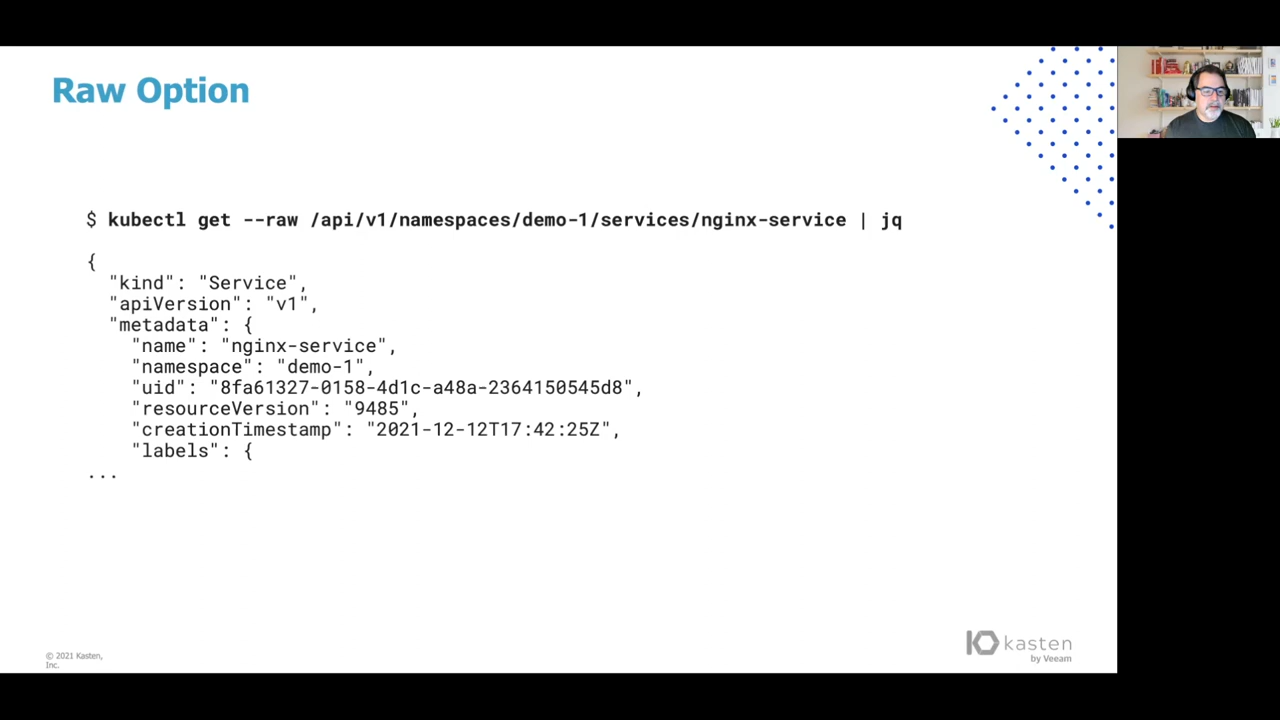 Raw Option
$ kubectl get --raw /api/v1/namespaces/demo-1/services/nginx-service | jq
{
"kind": "Service",
"apiVersion": "v1",
"metadata": {
"name": "nginx-service",
"namespace": "demo-1",
"uid": "8fa61327-0158-4d1c-a48a-2364150545d8",
"resourceVersion": "9485",
"creationTimestamp": "2021-12-12T17:42:25Z",
"labels": {
...
© 2021 Kasten,
Inc.
kasten
by Veeam